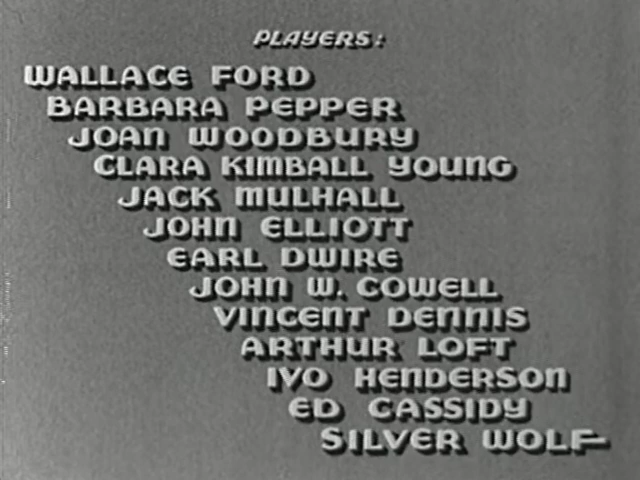 PLAYERS:
WALLACE FORD
BARBARA PEPPER
JOAN WOODBURY
CLARA KIMBALL YOUNG
JACK MULHALL
JOHN ELLIOTT
EARL DWIRE
JOHN W. COWELL
VINCENT DENNIS
ARTHUR LOFT
IVO HENDERSON
ED CASSIDY
SILVER WOLF